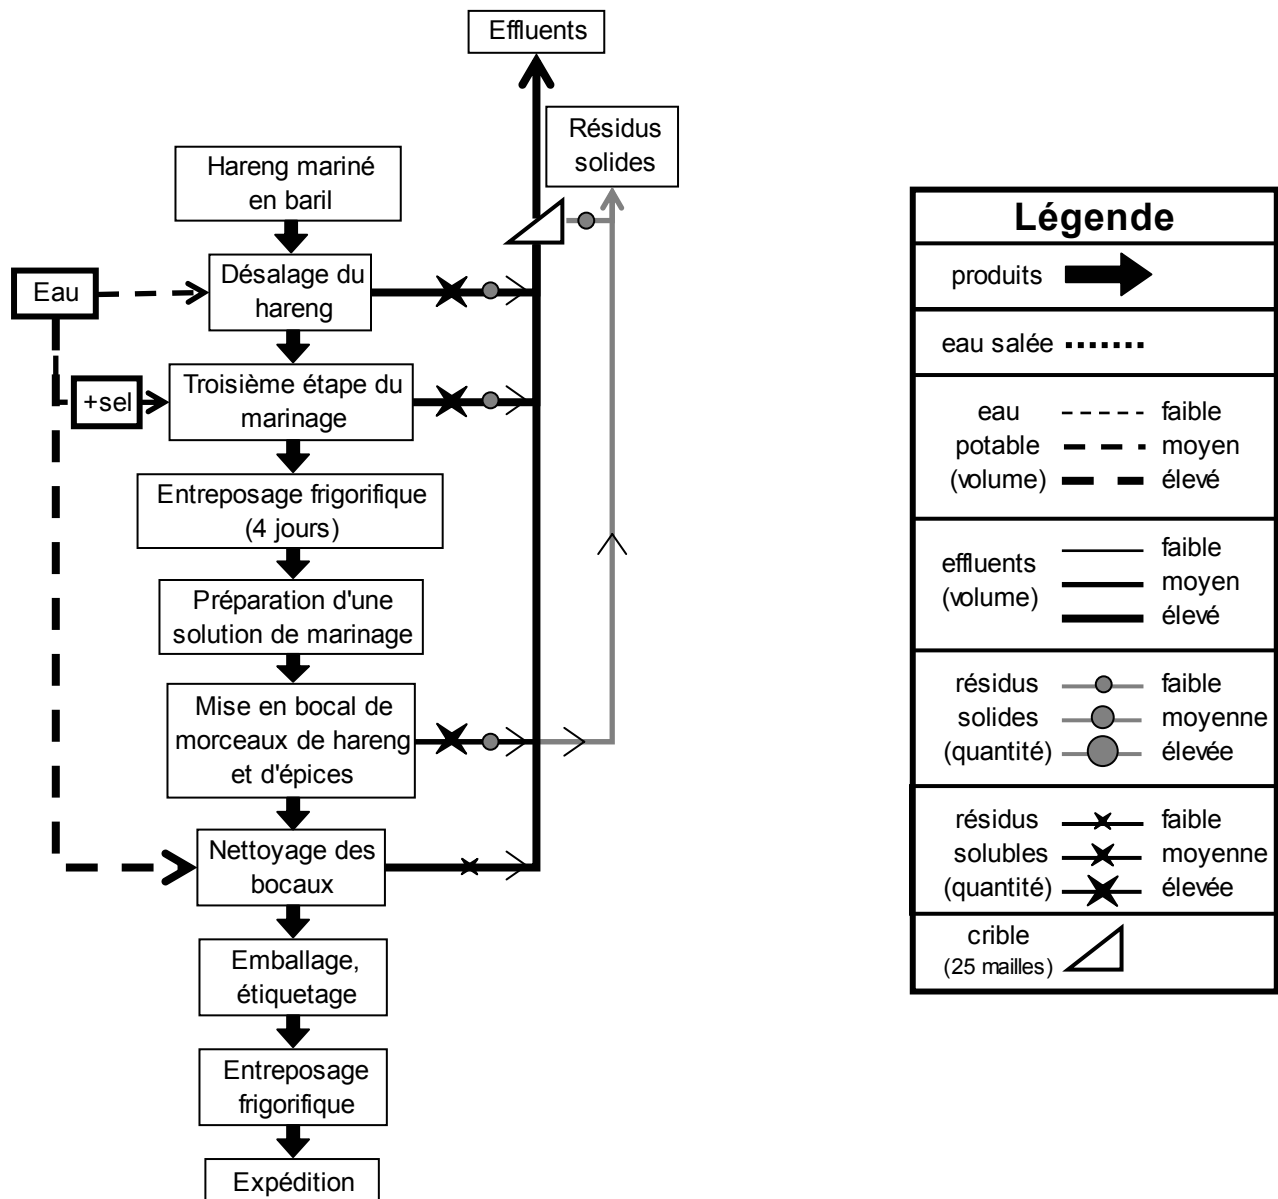 Effluents
Résidus
solides
Hareng mariné
en baril
Eau
Désalage du
hareng
+sel
Troisième étape du
marinage
Entreposage frigorifique
(4 jours)
Préparation d'une
solution de marinage
Mise en bocal de
morceaux de hareng
et d'épices
Nettoyage des
bocaux
Emballage,
étiquetage
Entreposage
frigorifique
Expédition
Légende
produits
eau salée
eau faible
potable moyen
(volume) élevé
effluents faible
(volume) moyen
élevé
résidus faible
solides moyenne
(quantité) élevée
résidus faible
solubles moyenne
(quantité) élevée
crible
(25 mailles)